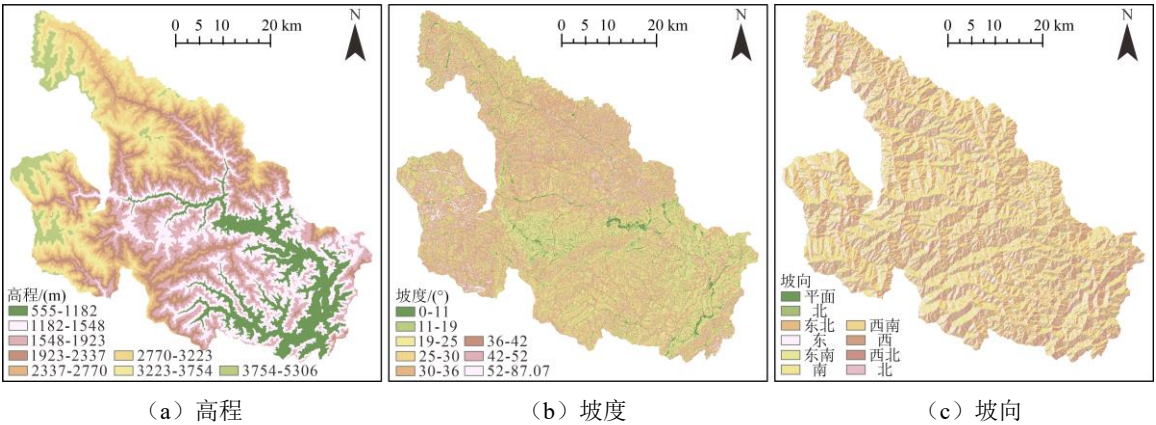 0 5 10 20 km
N
高程/(m)
555-1182
1182-1548
1548-1923
1923-2337
2770-3223
2337-2770
3223-3754
3754-5306
(a) 高程
0 5 10 20 km
N
坡度/(°)
0-11
11-19
19-25
36-42
25-30
42-52
30-36
52-87.07
(b) 坡度
0 5 10 20 km
N
坡向
平面
北
东北
西南
东
西
东南
西北
南
北
(c) 坡向